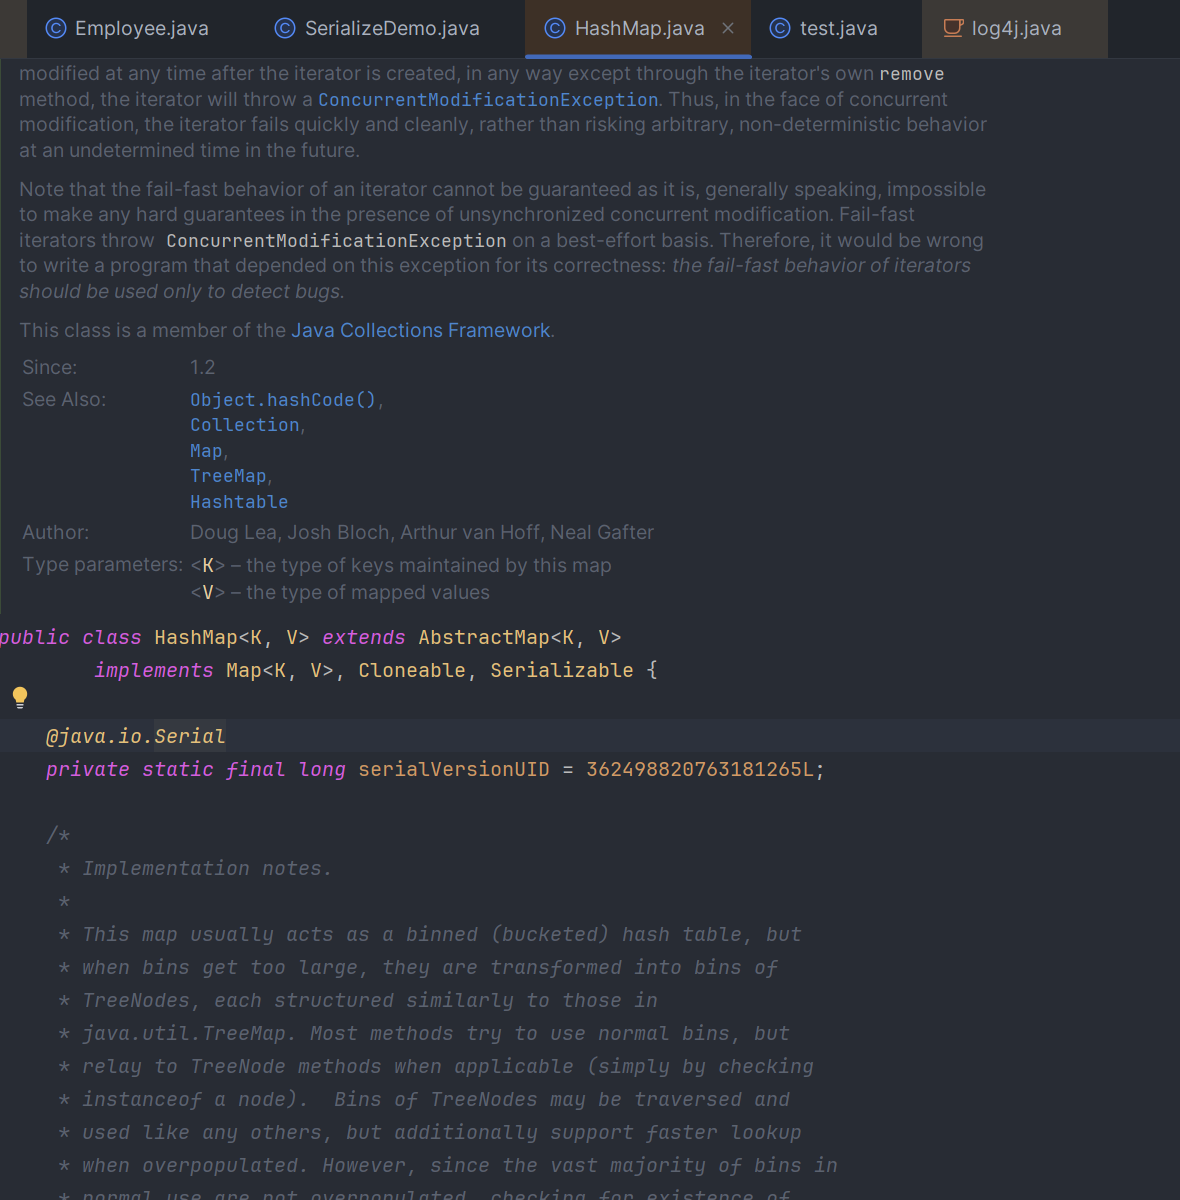 Employee.java SerializeDemo.java HashMap.java test.java log4j.java
modified at any time after the iterator is created, in any way except through the iterator's own remove
method, the iterator will throw a ConcurrentModificationException. Thus, in the face of concurrent
modification, the iterator fails quickly and cleanly, rather than risking arbitrary, non-deterministic behavior
at an undetermined time in the future.
Note that the fail-fast behavior of an iterator cannot be guaranteed as it is, generally speaking, impossible
to make any hard guarantees in the presence of unsynchronized concurrent modification. Fail-fast
iterators throw ConcurrentModificationException on a best-effort basis. Therefore, it would be wrong
to write a program that depended on this exception for its correctness: the fail-fast behavior of iterators
should be used only to detect bugs.
This class is a member of the Java Collections Framework.
Since: 1.2
See Also: Object.hashCode(),
Collection,
Map,
TreeMap,
Hashtable
Author: Doug Lea, Josh Bloch, Arthur van Hoff, Neal Gafter
Type parameters: <K> – the type of keys maintained by this map
<V> – the type of mapped values
public class HashMap<K, V> extends AbstractMap<K, V>
implements Map<K, V>, Cloneable, Serializable {
@java.io.Serial
private static final long serialVersionUID = 362498820763181265L;
/*
* Implementation notes.
*
* This map usually acts as a binned (bucketed) hash table, but
* when bins get too large, they are transformed into bins of
* TreeNodes, each structured similarly to those in
* java.util.TreeMap. Most methods try to use normal bins, but
* relay to TreeNode methods when applicable (simply by checking
* instanceof a node).  Bins of TreeNodes may be traversed and
* used like any others, but additionally support faster lookup
* when overpopulated. However, since the vast majority of bins in
* normal use are not overpopulated, checking for existence of